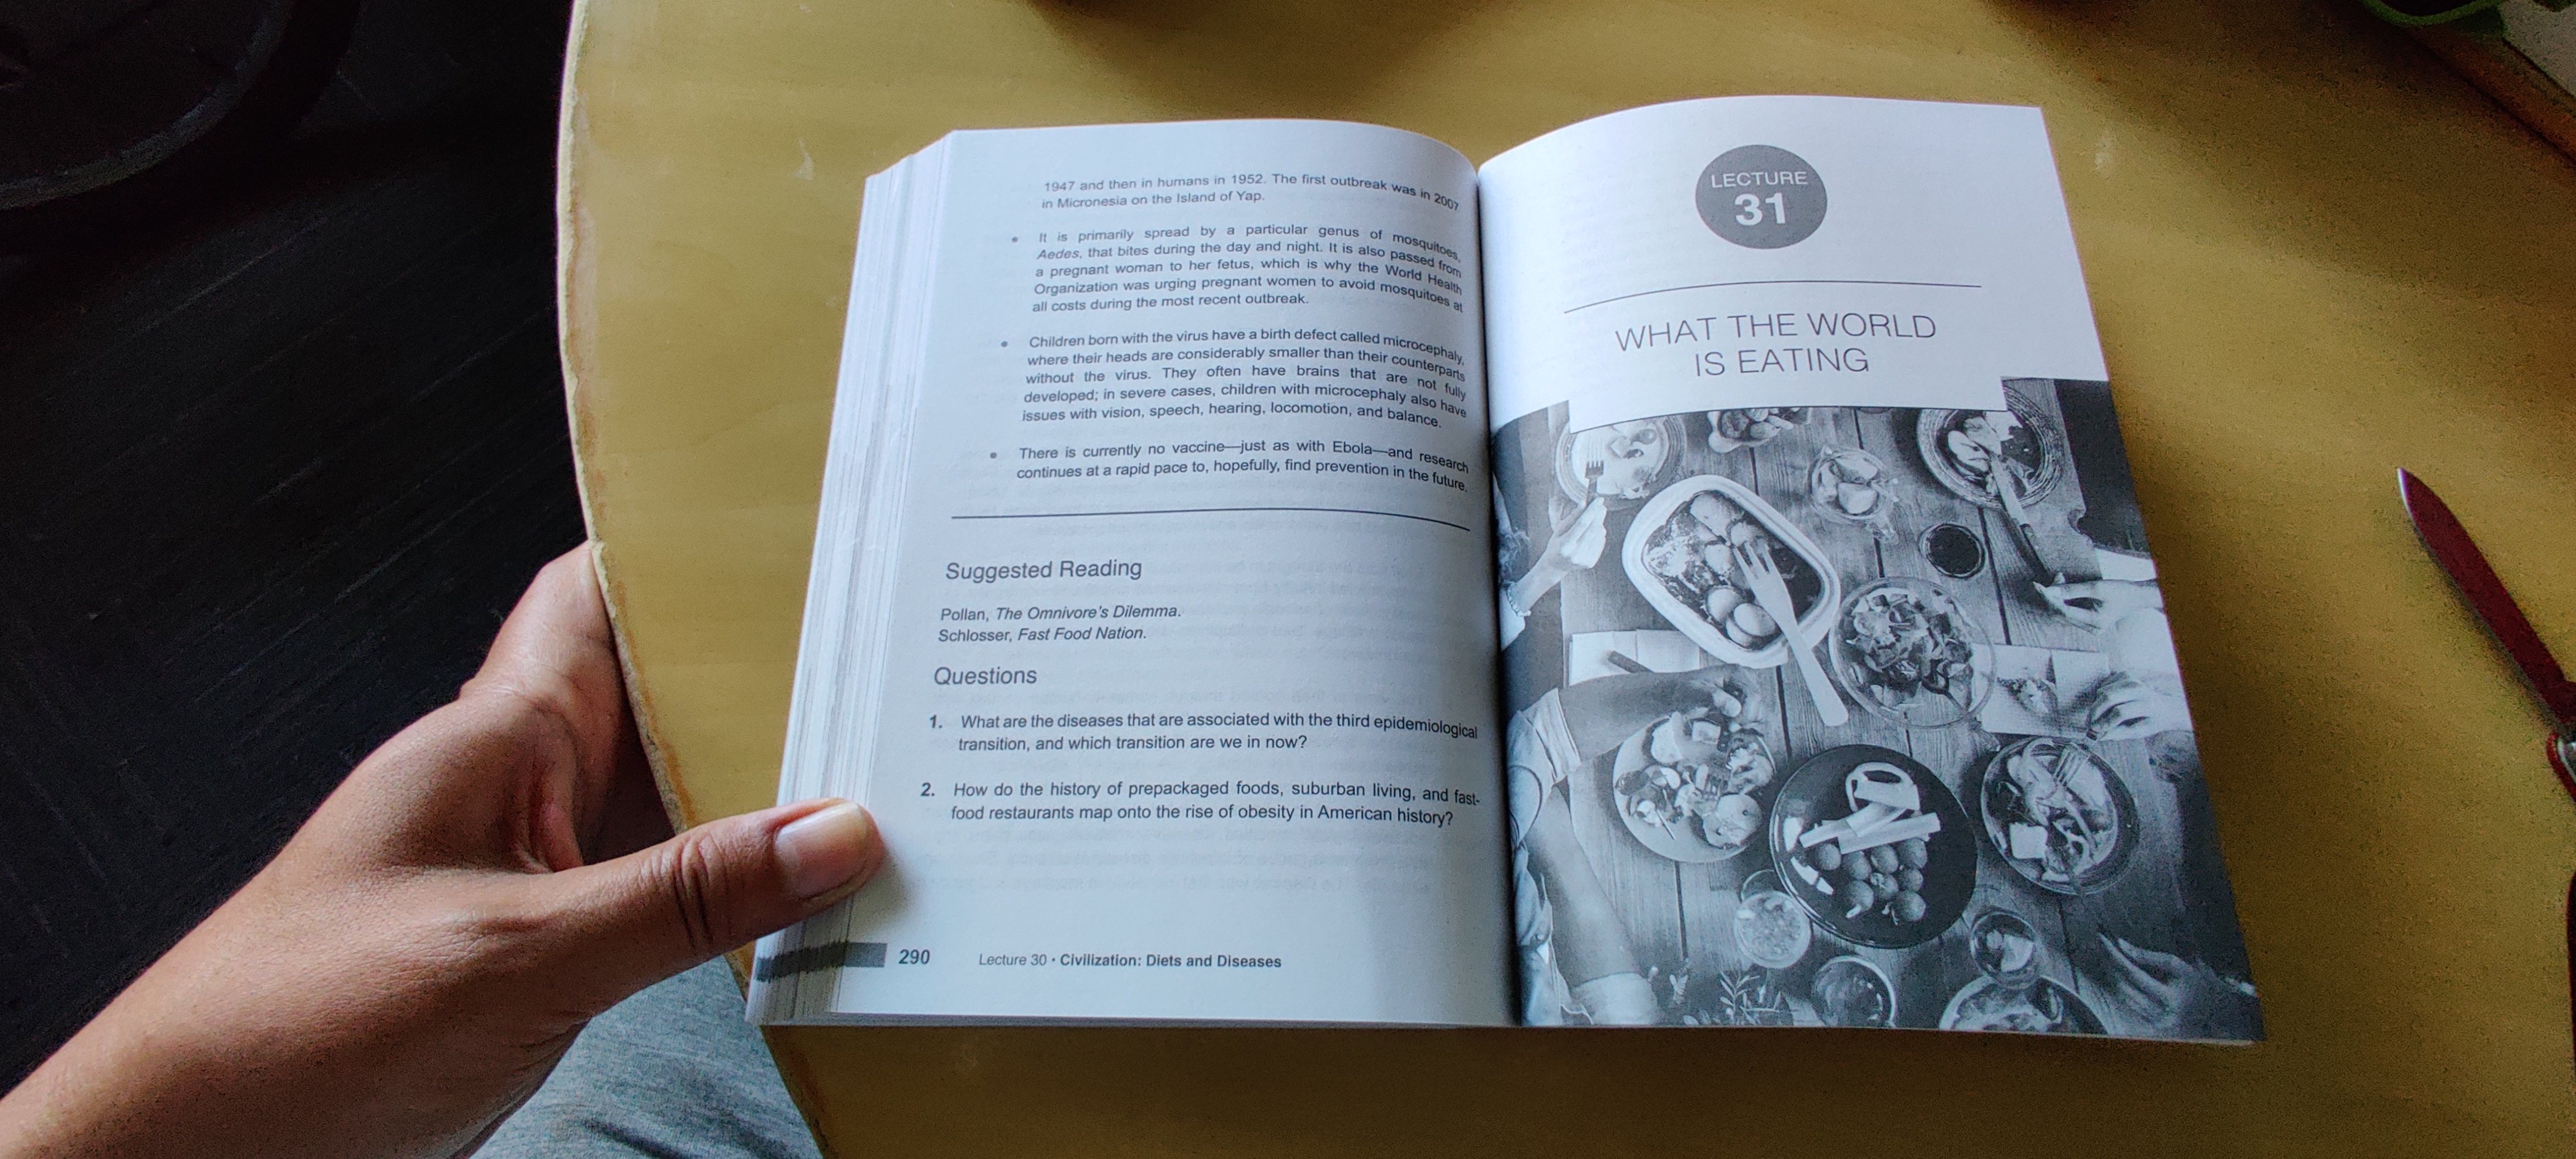 1947 and then in humans in 1952. The first outbreak was in 2007
in Micronesia on the Island of Yap.
• It is primarily spread by a particular genus of mosquitoes,
Aedes, that bites during the day and night. It is also passed from
a pregnant woman to her fetus, which is why the World Health
Organization was urging pregnant women to avoid mosquitoes at
all costs during the most recent outbreak.
• Children born with the virus have a birth defect called microcephaly,
where their heads are considerably smaller than their counterparts
without the virus. They often have brains that are not fully
developed; in severe cases, children with microcephaly also have
issues with vision, speech, hearing, locomotion, and balance.
• There is currently no vaccine—just as with Ebola—and research
continues at a rapid pace to, hopefully, find prevention in the future.
Suggested Reading
Pollan, The Omnivore's Dilemma.
Schlosser, Fast Food Nation.
Questions
1. What are the diseases that are associated with the third epidemiological
transition, and which transition are we in now?
2. How do the history of prepackaged foods, suburban living, and fast-
food restaurants map onto the rise of obesity in American history?
290 Lecture 30 • Civilization: Diets and Diseases
LECTURE
31
WHAT THE WORLD
IS EATING